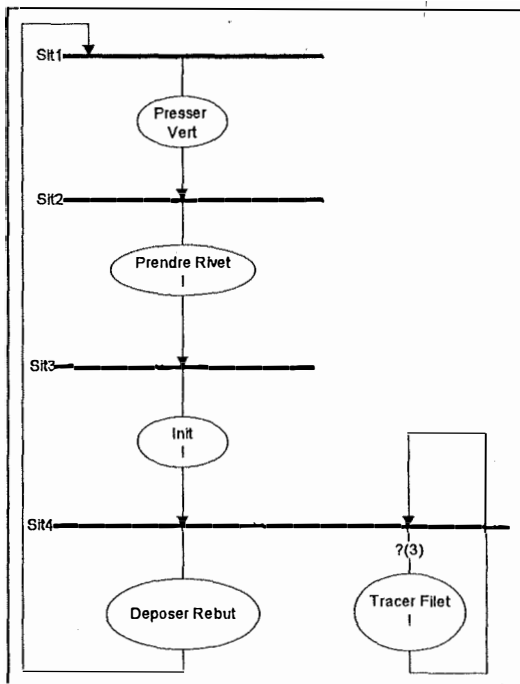 Sit1
Presser
Vert
Sit2
Prendre Rivet
!
Sit3
Init
!
Sit4
?(3)
Deposer Rebut
Tracer Filet
!